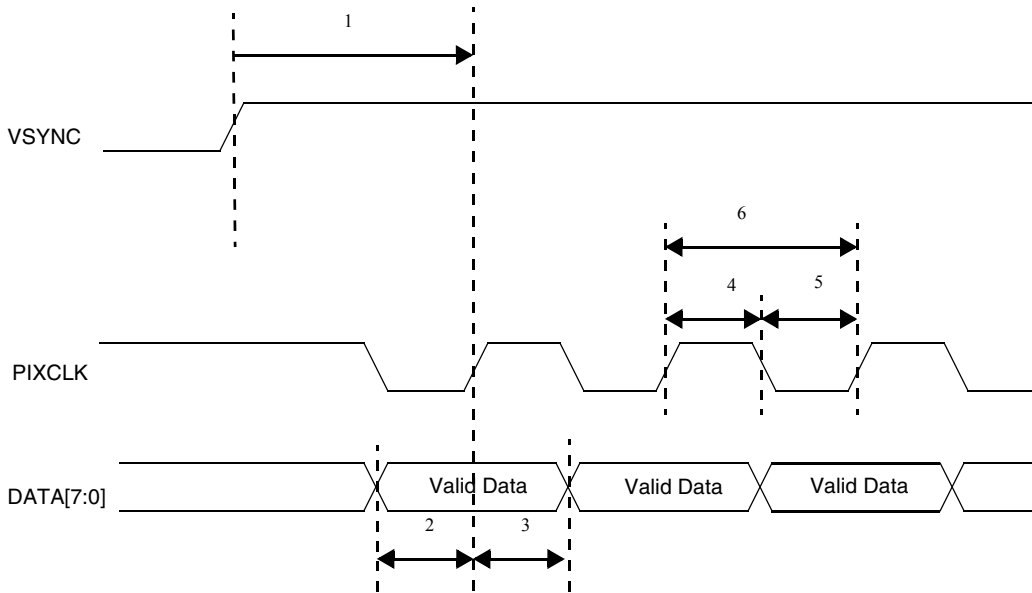 1
VSYNC
6
4 5
PIXCLK
DATA[7:0] Valid Data Valid Data Valid Data
2 3